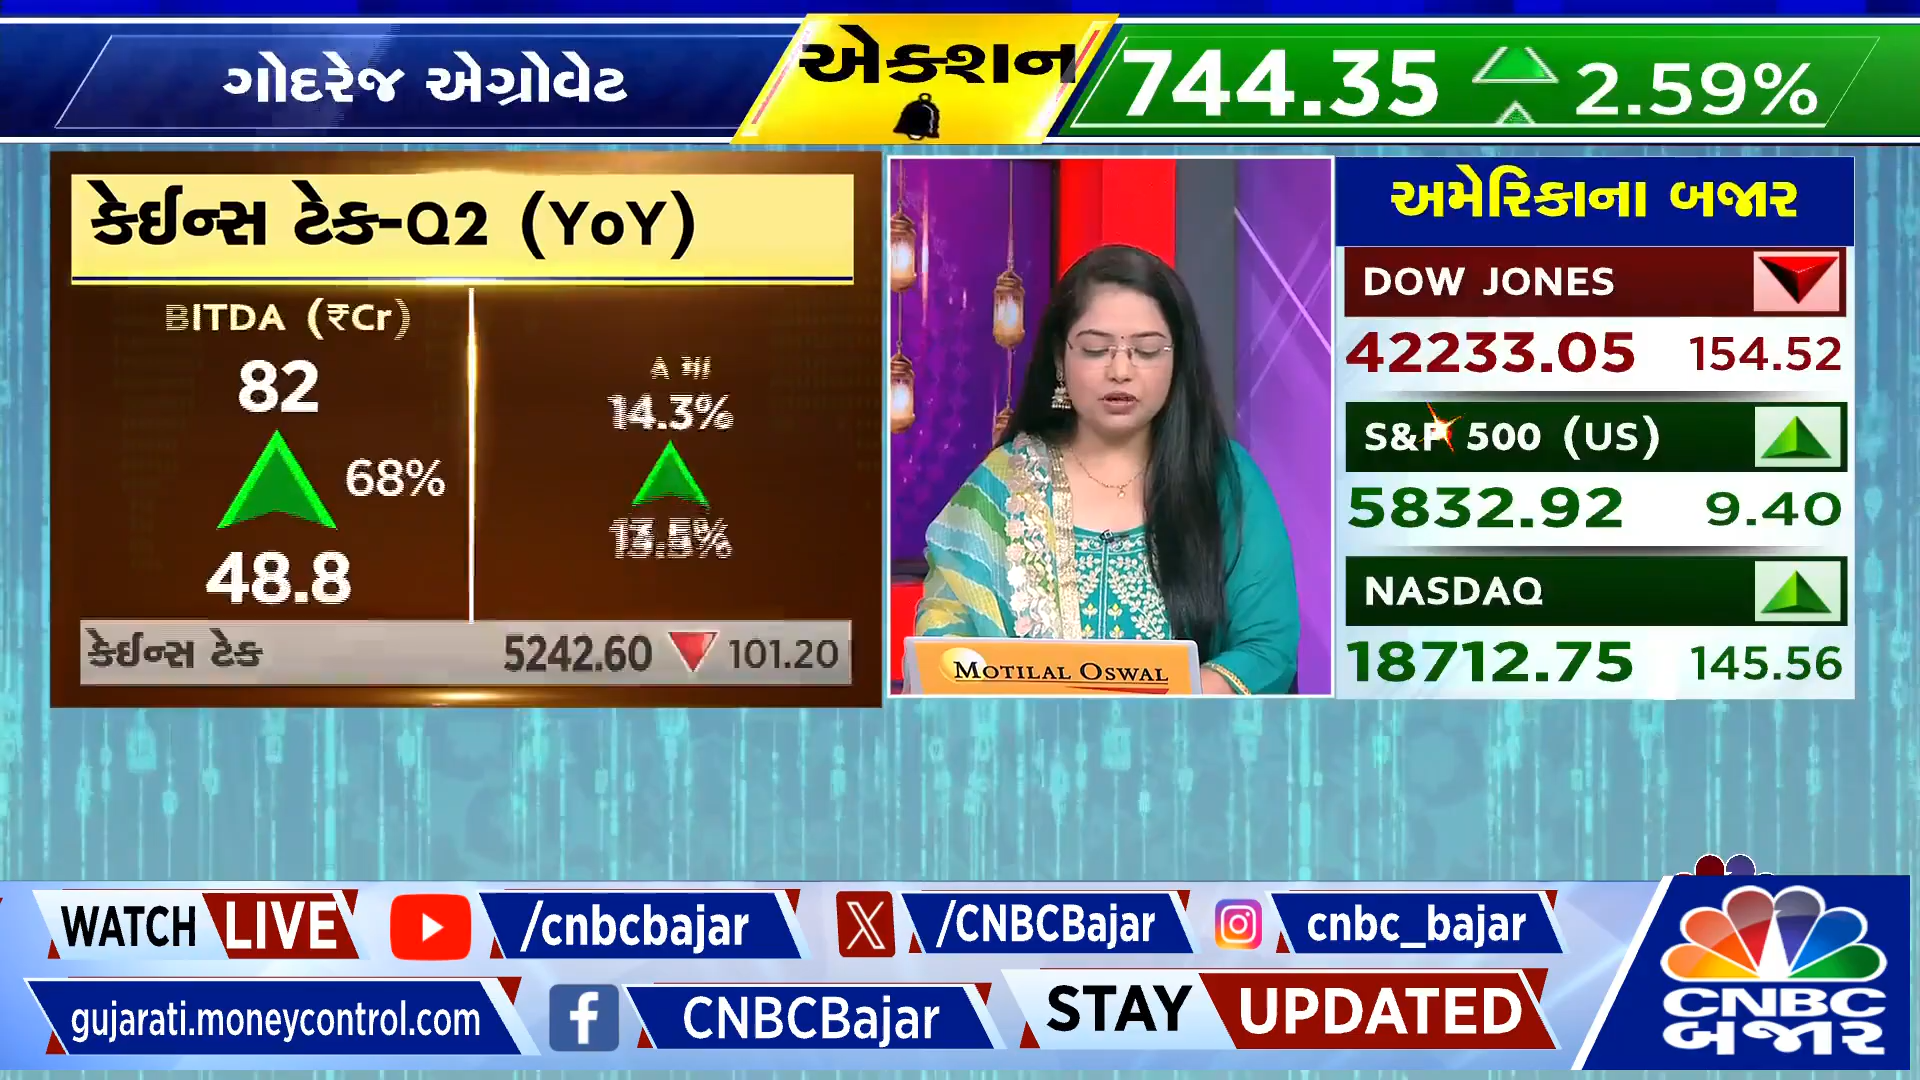 ગોદરેજ એગ્રોવેટ
એક્શન
744.35 2.59%
કેઈન્સ ટેક-Q2 (YoY)
BITDA (₹Cr)
82
68%
48.8
14.3%
13.5%
કેઈન્સ ટેક 5242.60 101.20
MOTILAL OSWAL
અમેરિકાના બજાર
DOW JONES
42233.05 154.52
S&P 500 (US)
5832.92 9.40
NASDAQ
18712.75 145.56
WATCH LIVE /cnbcbajar /CNBCBajar cnbc_bajar
gujarati.moneycontrol.com CNBCBajar STAY UPDATED
CNBC
બજાર